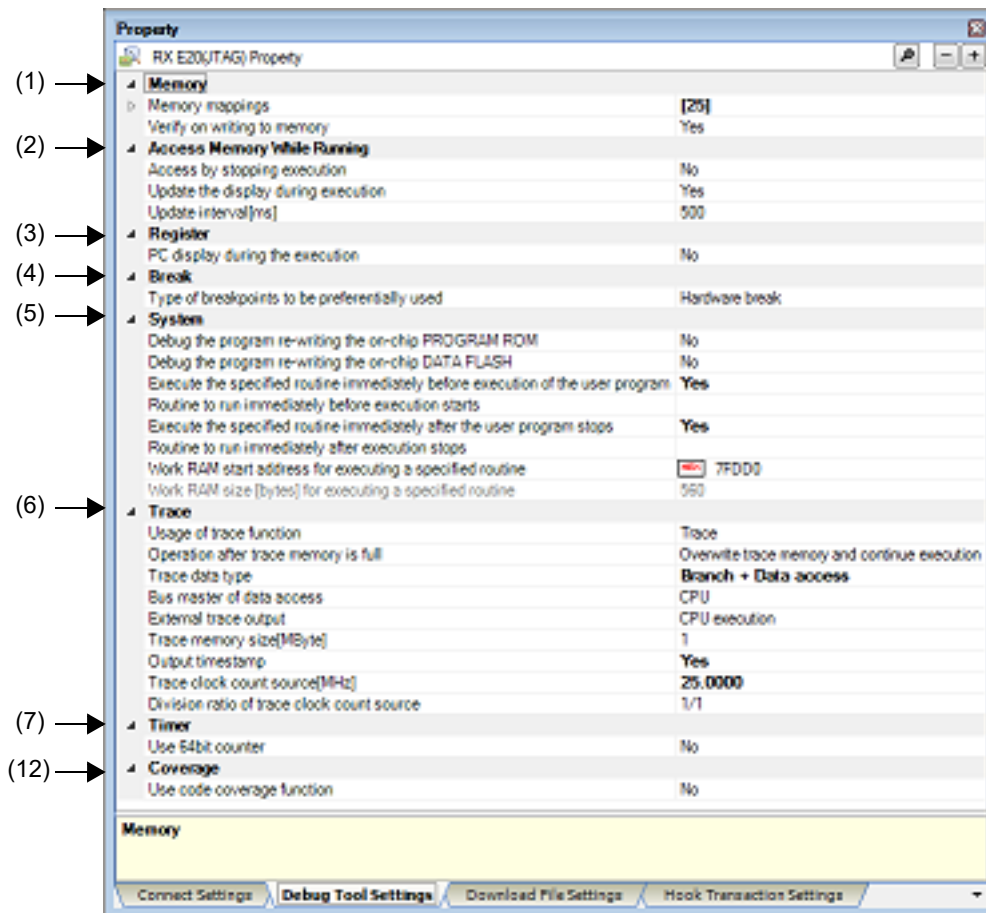 Property
RX E20(JTAG) Property
(1) Memory
Memory mappings [25]
Verify on writing to memory Yes
(2) Access Memory While Running
Access by stopping execution No
Update the display during execution Yes
Update interval[ms] 500
(3) Register
PC display during the execution No
(4) Break
Type of breakpoints to be preferentially used Hardware break
(5) System
Debug the program re-writing the on-chip PROGRAM ROM No
Debug the program re-writing the on-chip DATA FLASH No
Execute the specified routine immediately before execution of the user program Yes
Routine to run immediately before execution starts
Execute the specified routine immediately after the user program stops Yes
Routine to run immediately after execution stops
Work RAM start address for executing a specified routine 7FDD0
Work RAM size [bytes] for executing a specified routine 560
(6) Trace
Usage of trace function Trace
Operation after trace memory is full Overwrite trace memory and continue execution
Trace data type Branch + Data access
Bus master of data access CPU
External trace output CPU execution
Trace memory size[MByte] 1
Output timestamp Yes
Trace clock count source[MHz] 25.0000
Division ratio of trace clock count source 1/1
(7) Timer
Use 64bit counter No
(12) Coverage
Use code coverage function No
Memory
Connect Settings Debug Tool Settings Download File Settings Hook Transaction Settings